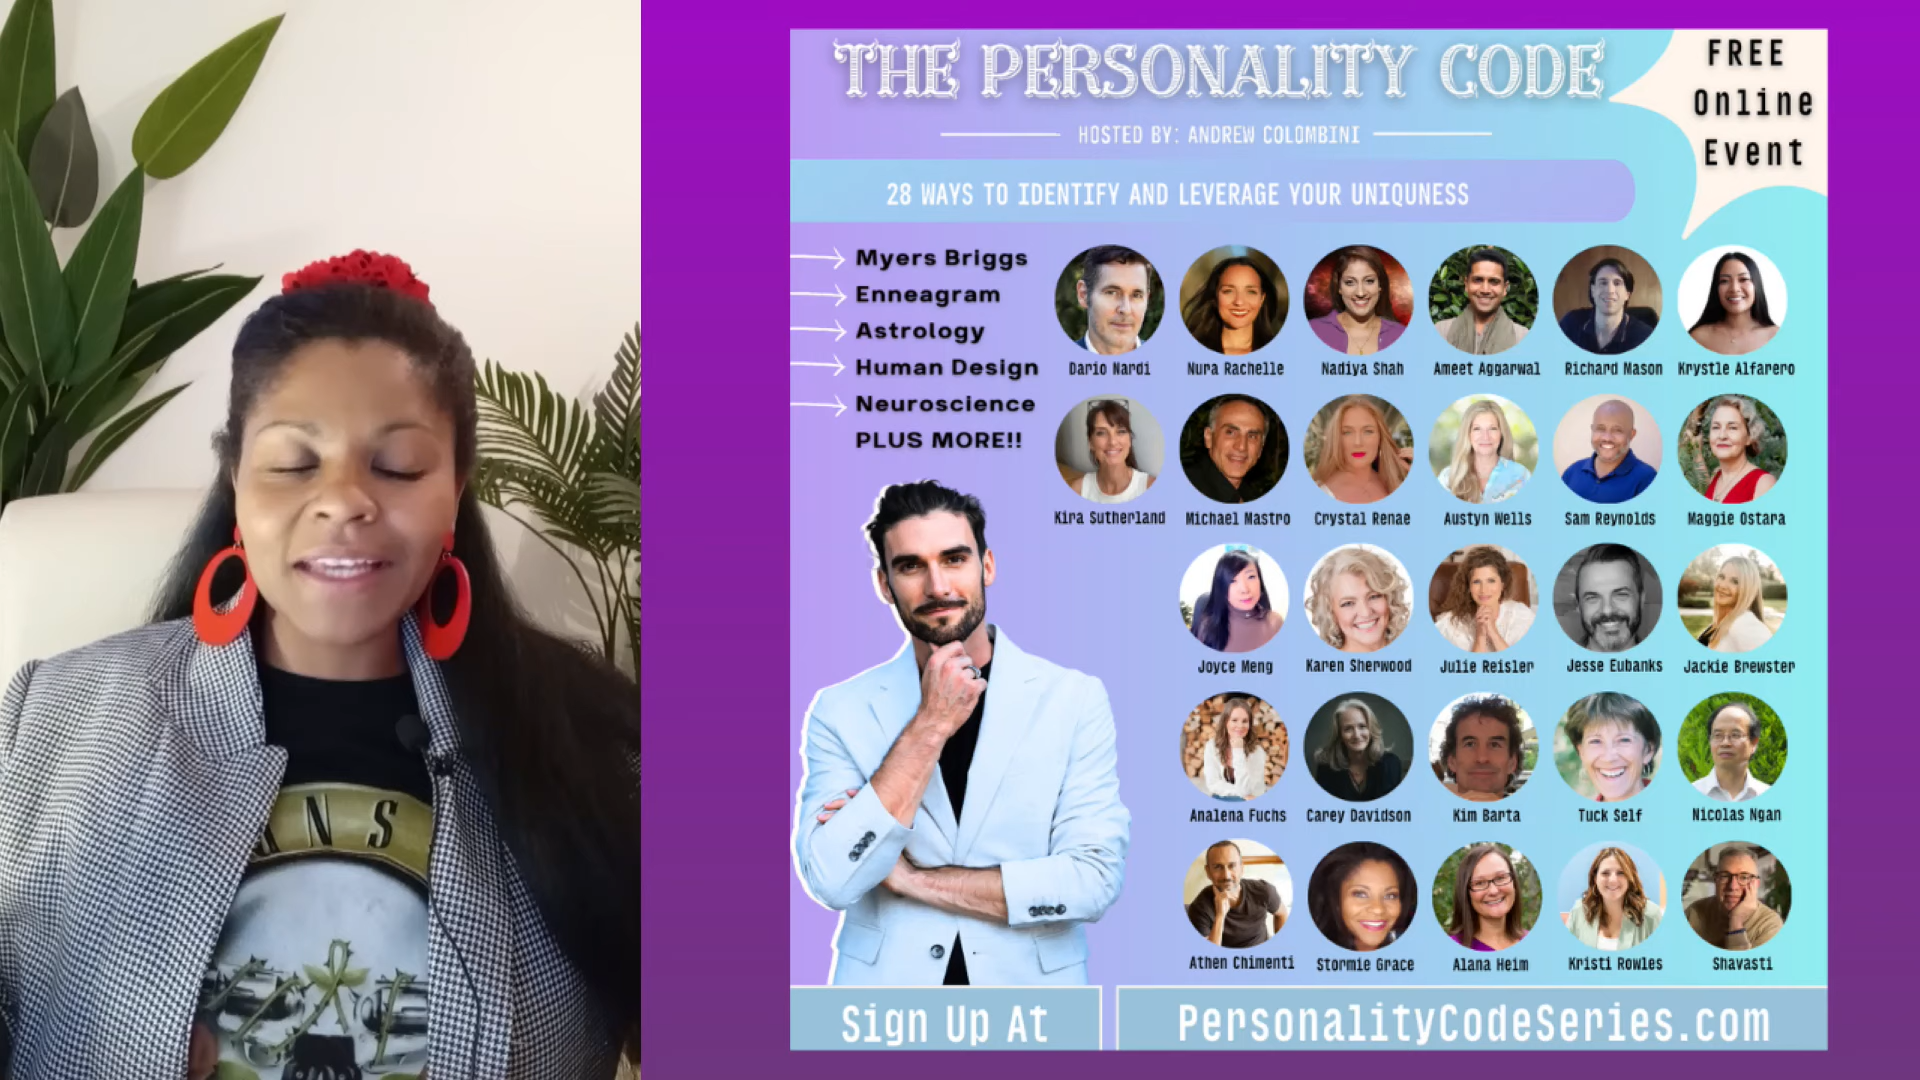 THE PERSONALITY CODE
HOSTED BY: ANDREW COLOMBINI
FREE
Online
Event
28 WAYS TO IDENTIFY AND LEVERAGE YOUR UNIQUNESS
Myers Briggs
Enneagram
Astrology
Human Design
Neuroscience
PLUS MORE!!
Dario Nardi Nura Rachelle Nadiya Shah Ameet Aggarwal Richard Mason Krystle Alfarero
Kira Sutherland Michael Mastro Crystal Renae Austyn Wells Sam Reynolds Maggie Ostara
Joyce Meng Karen Sherwood Julie Reisler Jesse Eubanks Jackie Brewster
Analena Fuchs Carey Davidson Kim Barta Tuck Self Nicolas Ngan
Athen Chimenti Stormie Grace Alana Heim Kristi Rowles Shavasti
Sign Up At PersonalityCodeSeries.com